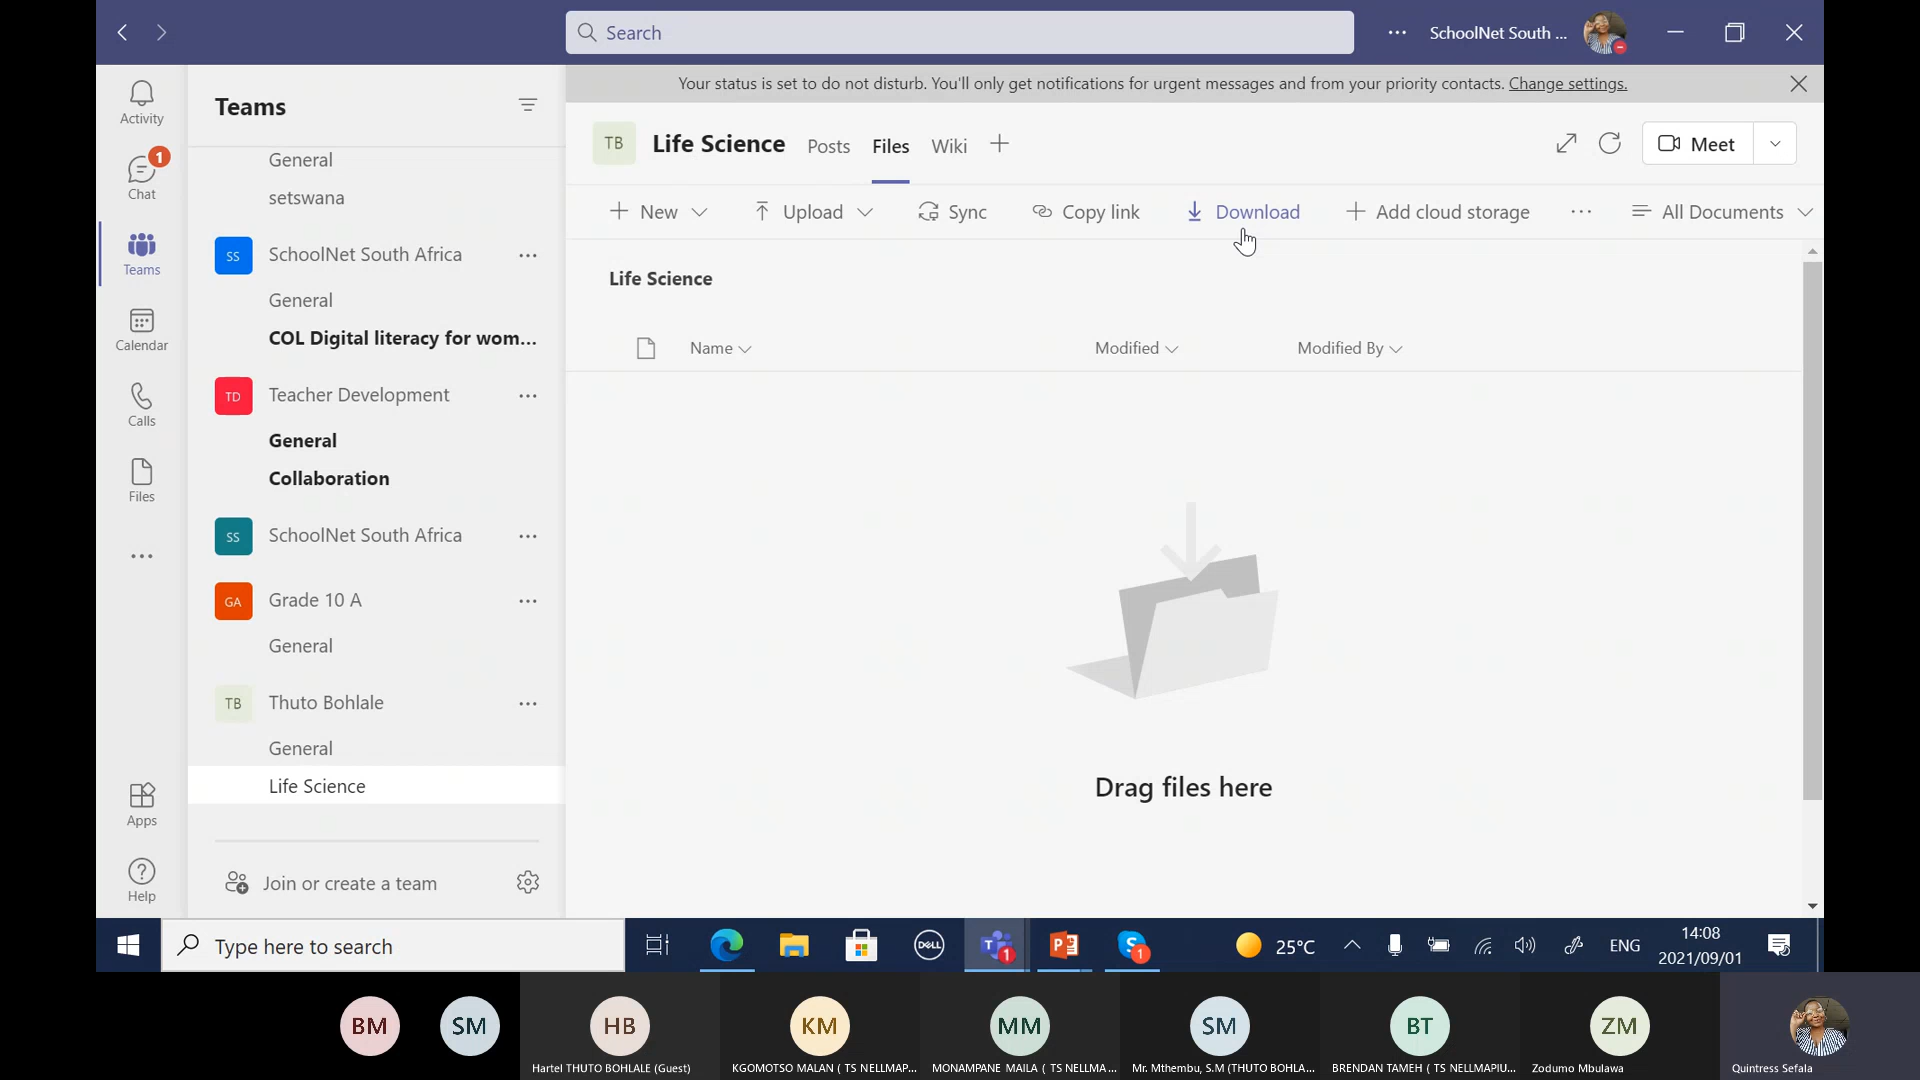 Search
SchoolNet South ...
Your status is set to do not disturb. You'll only get notifications for urgent messages and from your priority contacts. Change settings.
Activity
1
Chat
Teams
Calendar
Calls
Files
Apps
Help
Teams
General
setswana
SS SchoolNet South Africa
General
COL Digital literacy for wom...
TD Teacher Development
General
Collaboration
SS SchoolNet South Africa
GA Grade 10 A
General
TB Thuto Bohlale
General
Life Science
Join or create a team
TB Life Science Posts Files Wiki
Meet
New Upload Sync Copy link Download Add cloud storage ... All Documents
Life Science
Name Modified Modified By
Drag files here
Type here to search
DELL
T 1
P
S 1
25°C
ENG
14:08
2021/09/01
BM SM HB KM MM SM BT ZM
Hartel THUTO BOHLALE (Guest)
KGOMOTSO MALAN ( TS NELLMAP...
MONAMPANE MAILA ( TS NELLMA...
Mr. Mthembu, S.M (THUTO BOHLA...
BRENDAN TAMEH ( TS NELLMAPIU...
Zodumo Mbulawa
Quintress Sefala